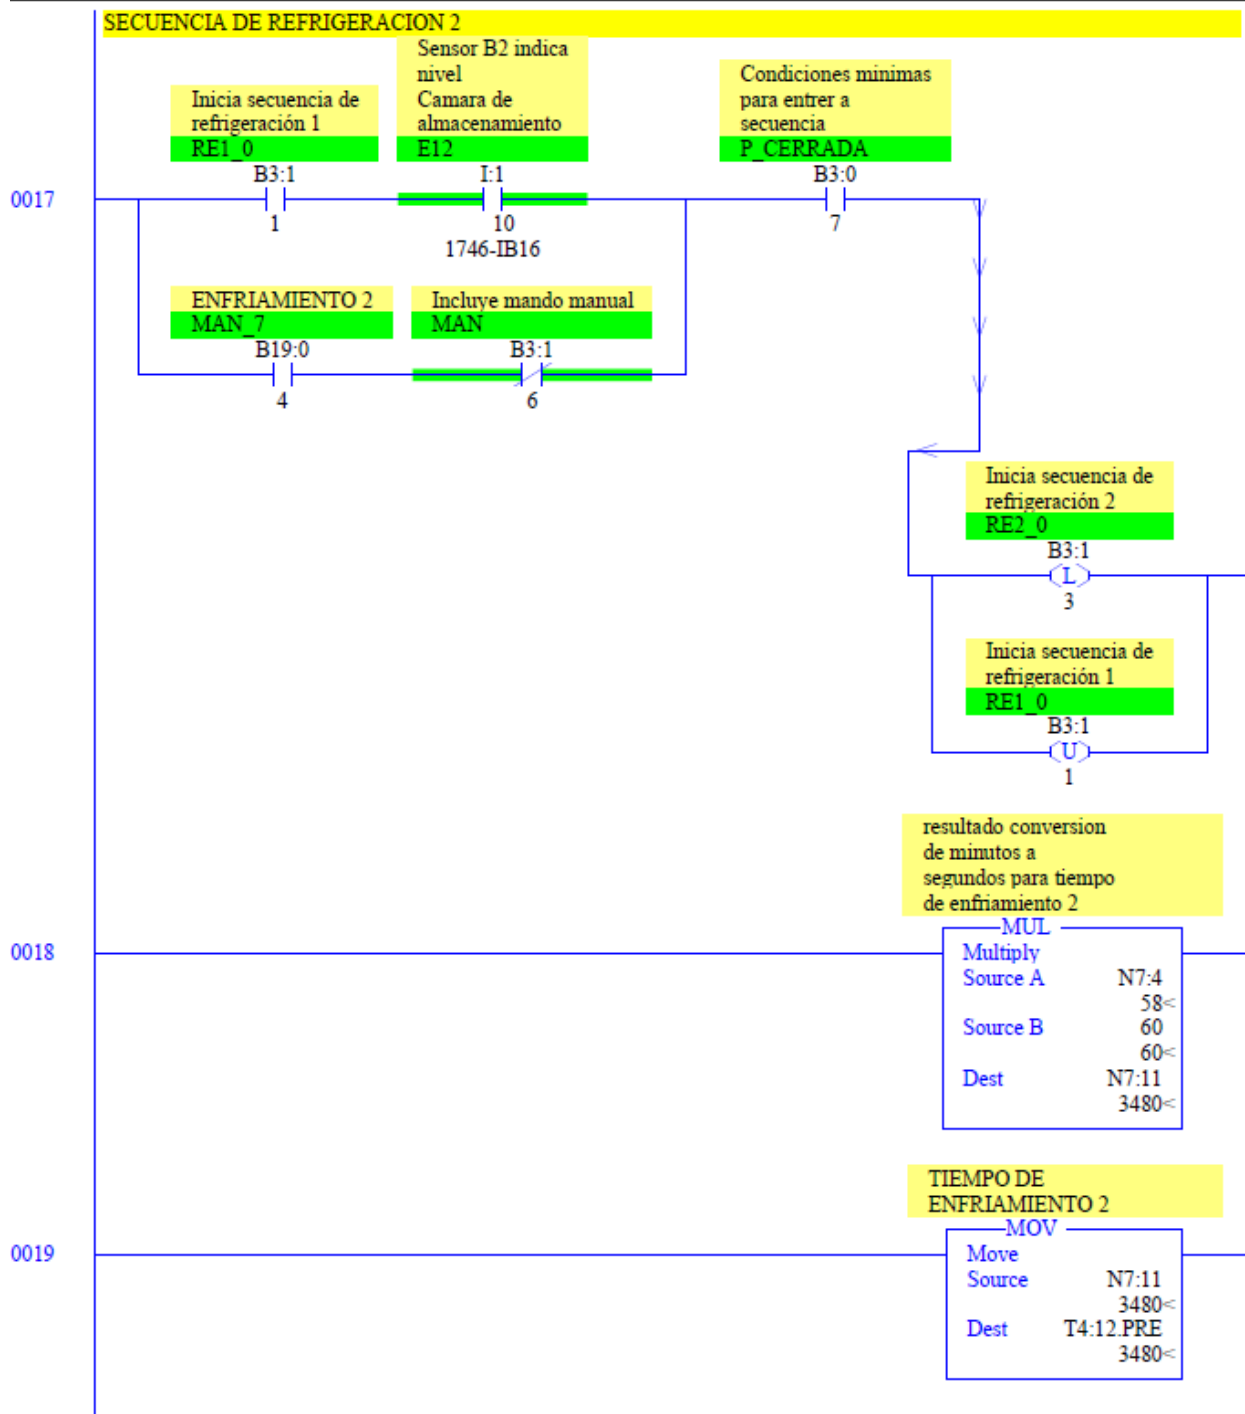 SECUENCIA DE REFRIGERACION 2
Inicia secuencia de
refrigeración 1
RE1_0
B3:1
1
Sensor B2 indica
nivel
Camara de
almacenamiento
E12
I:1
10
1746-IB16
Condiciones minimas
para entrer a
secuencia
P_CERRADA
B3:0
7
0017
ENFRIAMIENTO 2
MAN_7
B19:0
4
Incluye mando manual
MAN
B3:1
6
Inicia secuencia de
refrigeración 2
RE2_0
B3:1
L
3
Inicia secuencia de
refrigeración 1
RE1_0
B3:1
U
1
resultado conversion
de minutos a
segundos para tiempo
de enfriamiento 2
0018
MUL
Multiply
Source A N7:4
58<
Source B 60
60<
Dest N7:11
3480<
TIEMPO DE
ENFRIAMIENTO 2
0019
MOV
Move
Source N7:11
3480<
Dest T4:12.PRE
3480<